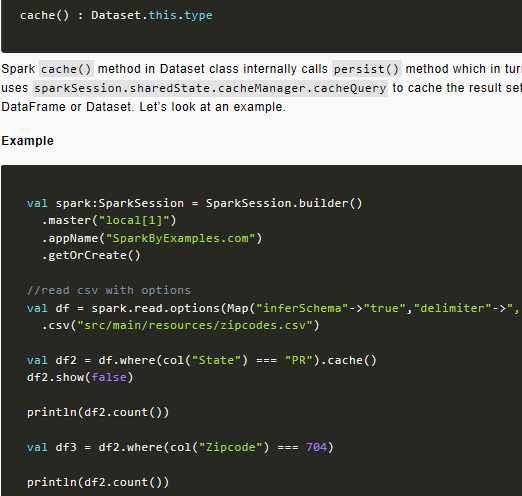 cache() : Dataset.this.type
Spark cache() method in Dataset class internally calls persist() method which in turn
uses sparkSession.sharedState.cacheManager.cacheQuery to cache the result set
DataFrame or Dataset. Let's look at an example.
Example
val spark:SparkSession = SparkSession.builder()
.master("local[1]")
.appName("SparkByExamples.com")
.getOrCreate()
//read csv with options
val df = spark.read.options(Map("inferSchema"->"true","delimiter"->",
.csv("src/main/resources/zipcodes.csv")
val df2 = df.where(col("State") === "PR").cache()
df2.show(false)
println(df2.count())
val df3 = df2.where(col("Zipcode") === 704)
println(df2.count())